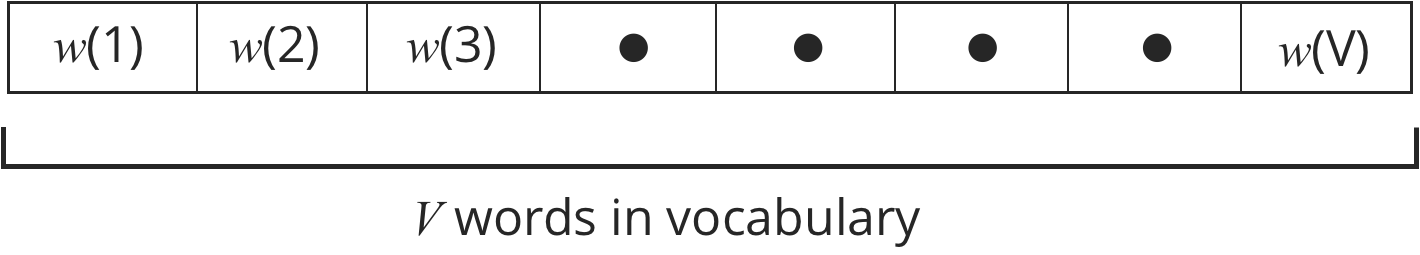 w(1) w(2) w(3) ● ● ● ● w(V)
V words in vocabulary